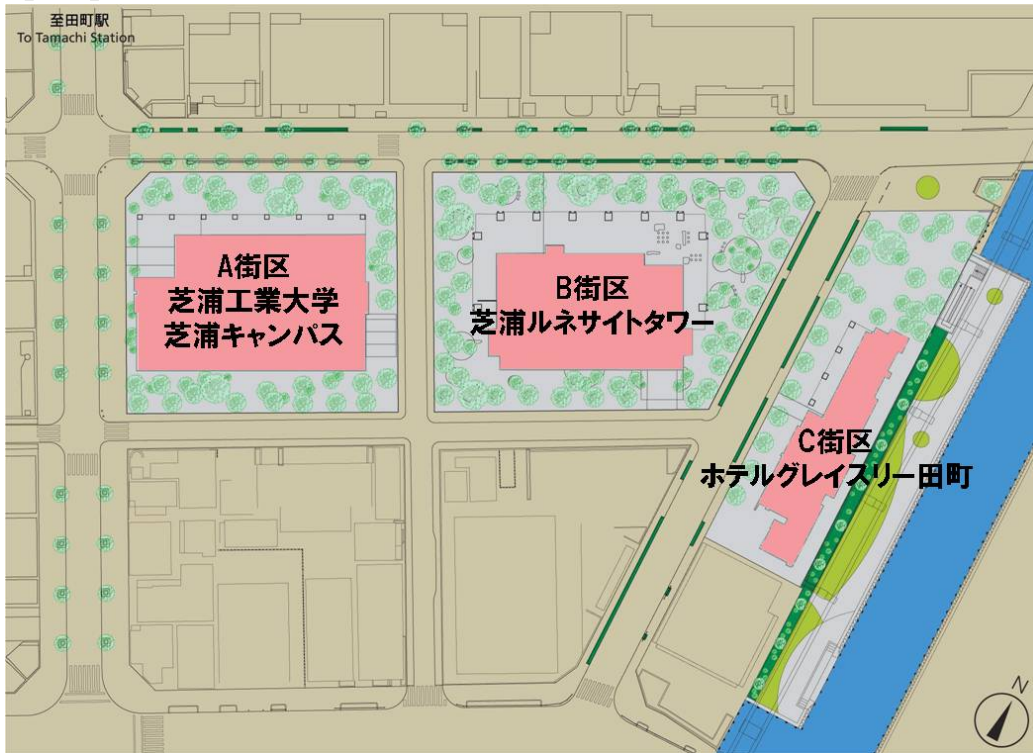 至田町駅
To Tamachi Station
A街区
芝浦工業大学
芝浦キャンパス
B街区
芝浦ルネサイトタワー
C街区
ホテルグレイスリー田町
N